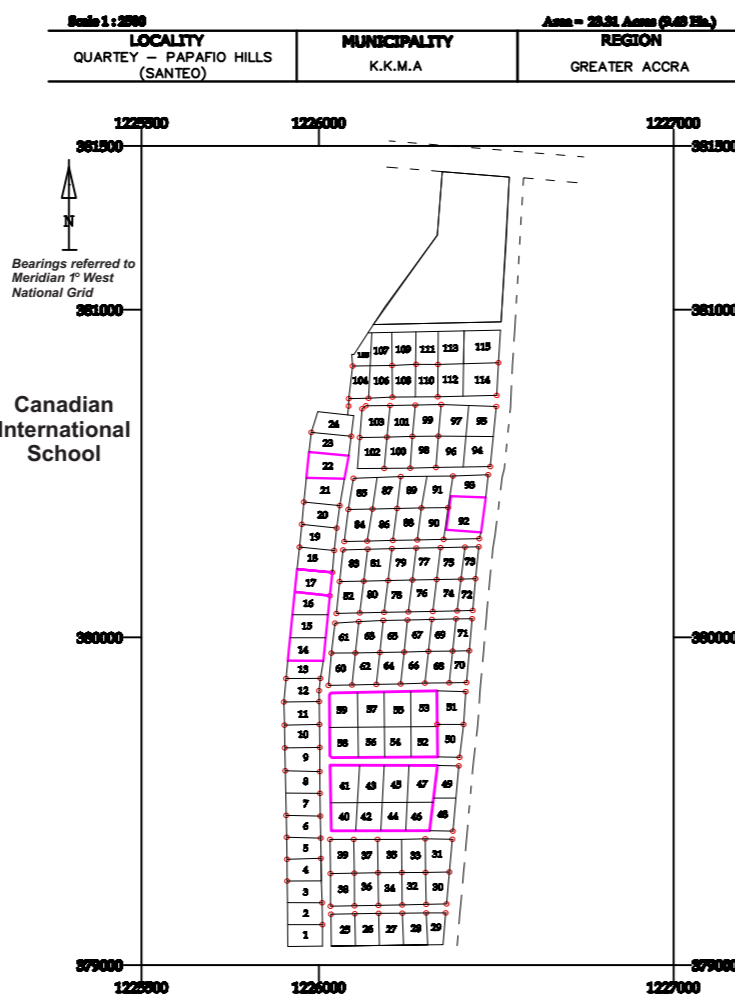 Scale 1 : 2500
Area = 23.31 Acres (9.43 Ha.)
LOCALITY
MUNICIPALITY
REGION
QUARTEY – PAPAFIO HILLS
(SANTEO)
K.K.M.A
GREATER ACCRA
1225500 1226000 1227000
381500 381500
N
Bearings referred to
Meridian 1° West
National Grid
381000 381000
107 109 111 113 115
104 106 108 110 112 114
Canadian
International
School
24 103 101 99 97 95
23 102 100 98 96 94
22
21 85 87 89 91 93
20 84 86 88 90 92
19
18 83 81 79 77 75 73
17
16 82 80 78 76 74 72
15 61 63 65 67 69 71
380000 380000
14
13 60 62 64 66 68 70
12
11 59 57 55 53 51
10 58 56 54 52 50
9
8 41 43 45 47 49
7
6 40 42 44 46 48
5 39 37 35 33 31
4
3 38 36 34 32 30
2
1 25 26 27 28 29
379000 379000
1225500 1226000 1227000